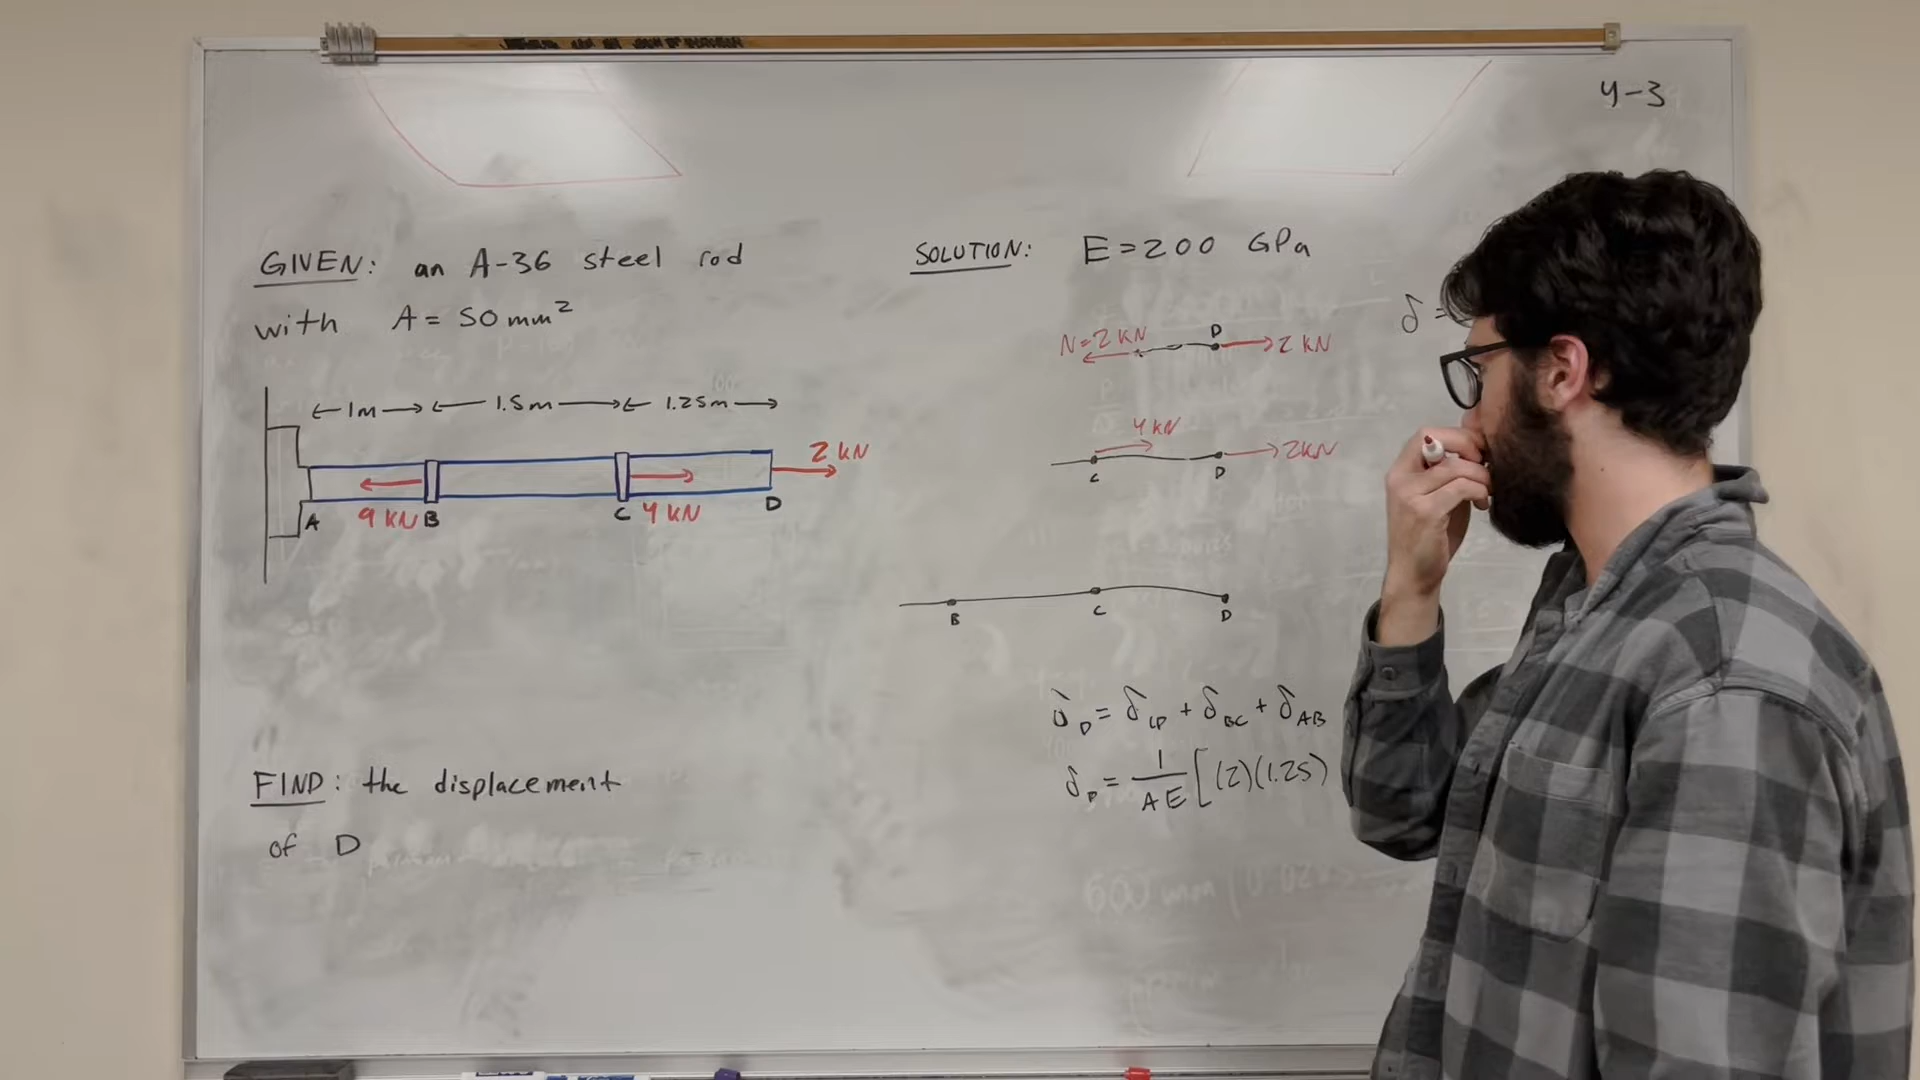 4-3
GIVEN: an A-36 steel rod
with A = 50 mm²
1m 1.5m 1.25m
2 kN
A 9 kN B C 4 kN D
FIND: the displacement
of D
SOLUTION: E = 200 GPa
δ =
N=2 kN D 2 kN
4 kN
C D 2kN
B C D
δD = δCD + δBC + δAB
δD = 1/AE [(2)(1.25)